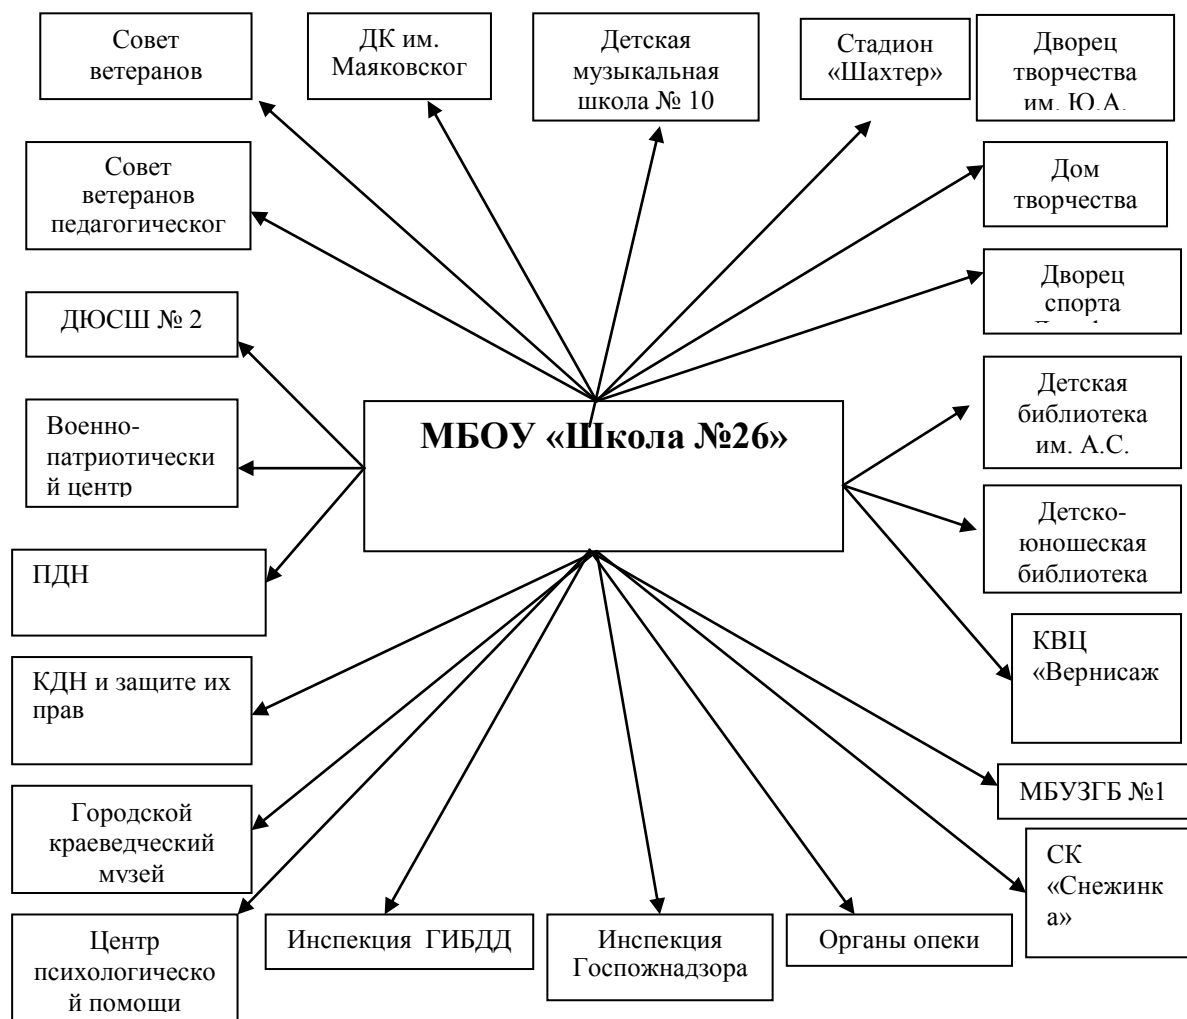 Совет
ветеранов
ДК им.
Маяковског
Детская
музыкальная
школа № 10
Стадион
«Шахтер»
Дворец
творчества
им. Ю.А.
Совет
ветеранов
педагогическог
Дом
творчества
Дворец
спорта
ДЮСШ № 2
Военно-
патриотически
й центр
МБОУ «Школа №26»
Детская
библиотека
им. А.С.
Детско-
юношеская
библиотека
ПДН
КВЦ
«Вернисаж
КДН и защите их
прав
МБУЗГБ №1
Городской
краеведческий
музей
СК
«Снежинк
а»
Центр
психологическо
й помощи
Инспекция ГИБДД
Инспекция
Госпожнадзора
Органы опеки